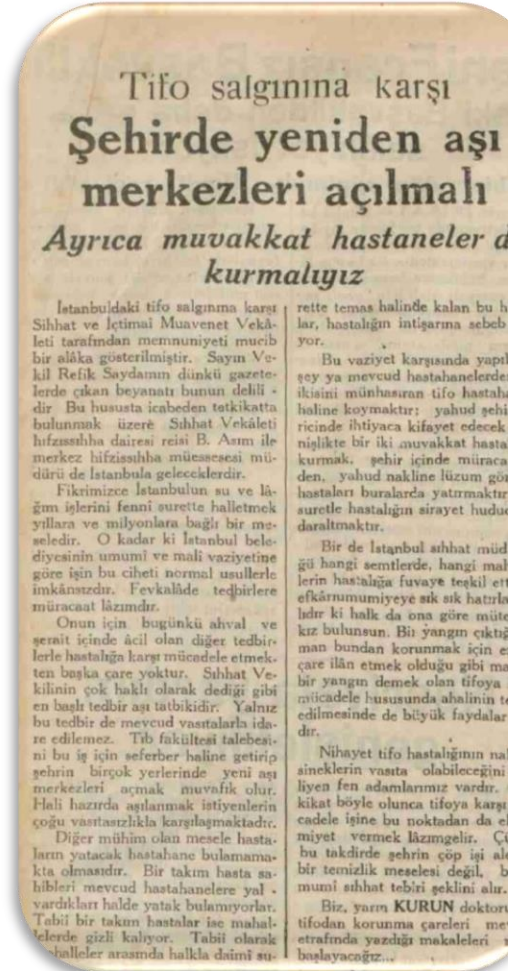 Tifo salgınına karşı
Şehirde yeniden aşı
merkezleri açılmalı
Ayrıca muvakkat hastaneler d
kurmalıyız
İstanbuldaki tifo salgınına karşı
Sıhhat ve İçtimai Muavenet Vekâ-
leti tarafından memnuniyeti mucib
bir alâka gösterilmiştir. Sayın Ve-
kil Refik Saydamın dünkü gazete-
lerde çıkan beyanatı bunun delili -
dir Bu hususta icabeden tetkikatta
bulunmak üzere Sıhhat Vekâleti
hıfzıssıhha dairesi reisi B. Asım ile
merkez hıfzıssıhha müessesesi mü-
dürü de İstanbula geleceklerdir.
Fikrimizce İstanbulun su ve lâ-
ğım işlerini fenni surette halletmek
yıllara ve milyonlara bağlı bir me-
seledir. O kadar ki İstanbul bele-
diyesinin umumî ve mali vaziyetine
göre işin bu ciheti normal usullerle
imkânsızdır. Fevkalâde tedbirlere
müracaat lâzımdır.
Onun için bugünkü ahval ve
şerait içinde âcil olan diğer tedbir-
lerle hastalığa karşı mücadele etmek-
ten başka çare yoktur. Sıhhat Ve-
kilinin çok haklı olarak dediği gibi
en başlı tedbir aşı tatbikidir. Yalnız
bu tedbir de mevcud vasıtalarla ida-
re edilemez. Tıb fakültesi talebesi-
ni bu iş için seferber haline getirip
şehrin birçok yerlerinde yeni aşı
merkezleri açmak muvafık olur.
Hali hazırda aşılanmak istiyenlerin
çoğu vasıtasızlıkla karşılaşmaktadır.
Diğer mühim olan mesele hasta-
ların yatacak hastahane bulamama-
kta olmasıdır. Bir takım hasta sa-
hibleri mevcud hastahanelere yal -
vardıkları halde yatak bulamıyorlar.
Tabii bir takım hastalar ise mahal-
lelerde gizli kalıyor. Tabii olarak
mahalleler arasında halkla daimî su-
rette temas halinde kalan bu h
lar, hastalığın intişarına sebeb
yor.
Bu vaziyet karşısında yapıl
şey ya mevcud hastahanelerde
ikisini münhasıran tifo hastaha
haline koymaktır; yahud şehi
ricinde ihtiyaca kifayet edecek
nişlikte bir iki muvakkat hasta
kurmak, şehir içinde müraca
den, yahud nakline lüzum gör
hastaları buralarda yatırmaktır
suretle hastalığın sirayet hudu
daraltmaktır.
Bir de İstanbul sıhhat müd
ğü hangi semtlerde, hangi mah
lerin hastalığa fuvaye teşkil ett
efkârıumumiyeye sık sık hatırla
lıdır ki halk da ona göre müte
kız bulunsun. Bir yangın çıktığ
man bundan korunmak için e
çare ilân etmek olduğu gibi ma
bir yangın demek olan tifoya
mücadele hususunda ahalinin te
edilmesinde de büyük faydalar
dır.
Nihayet tifo hastalığının nal
sineklerin vasıta olabileceğini
liyen fen adamlarımız vardır.
kikat böyle olunca tifoya karşı
cadele işine bu noktadan da el
miyet vermek lâzımgelir. Çü
bu takdirde şehrin çöp işi ale
bir temizlik meselesi değil, b
mumi sıhhat tebiri şeklini alır.
Biz, yarın KURUN doktoru
tifodan korunma çareleri me
etrafında yazdığı makaleleri
başlayacağız...